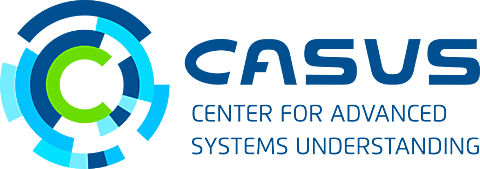 CASUS
CENTER FOR ADVANCED
SYSTEMS UNDERSTANDING